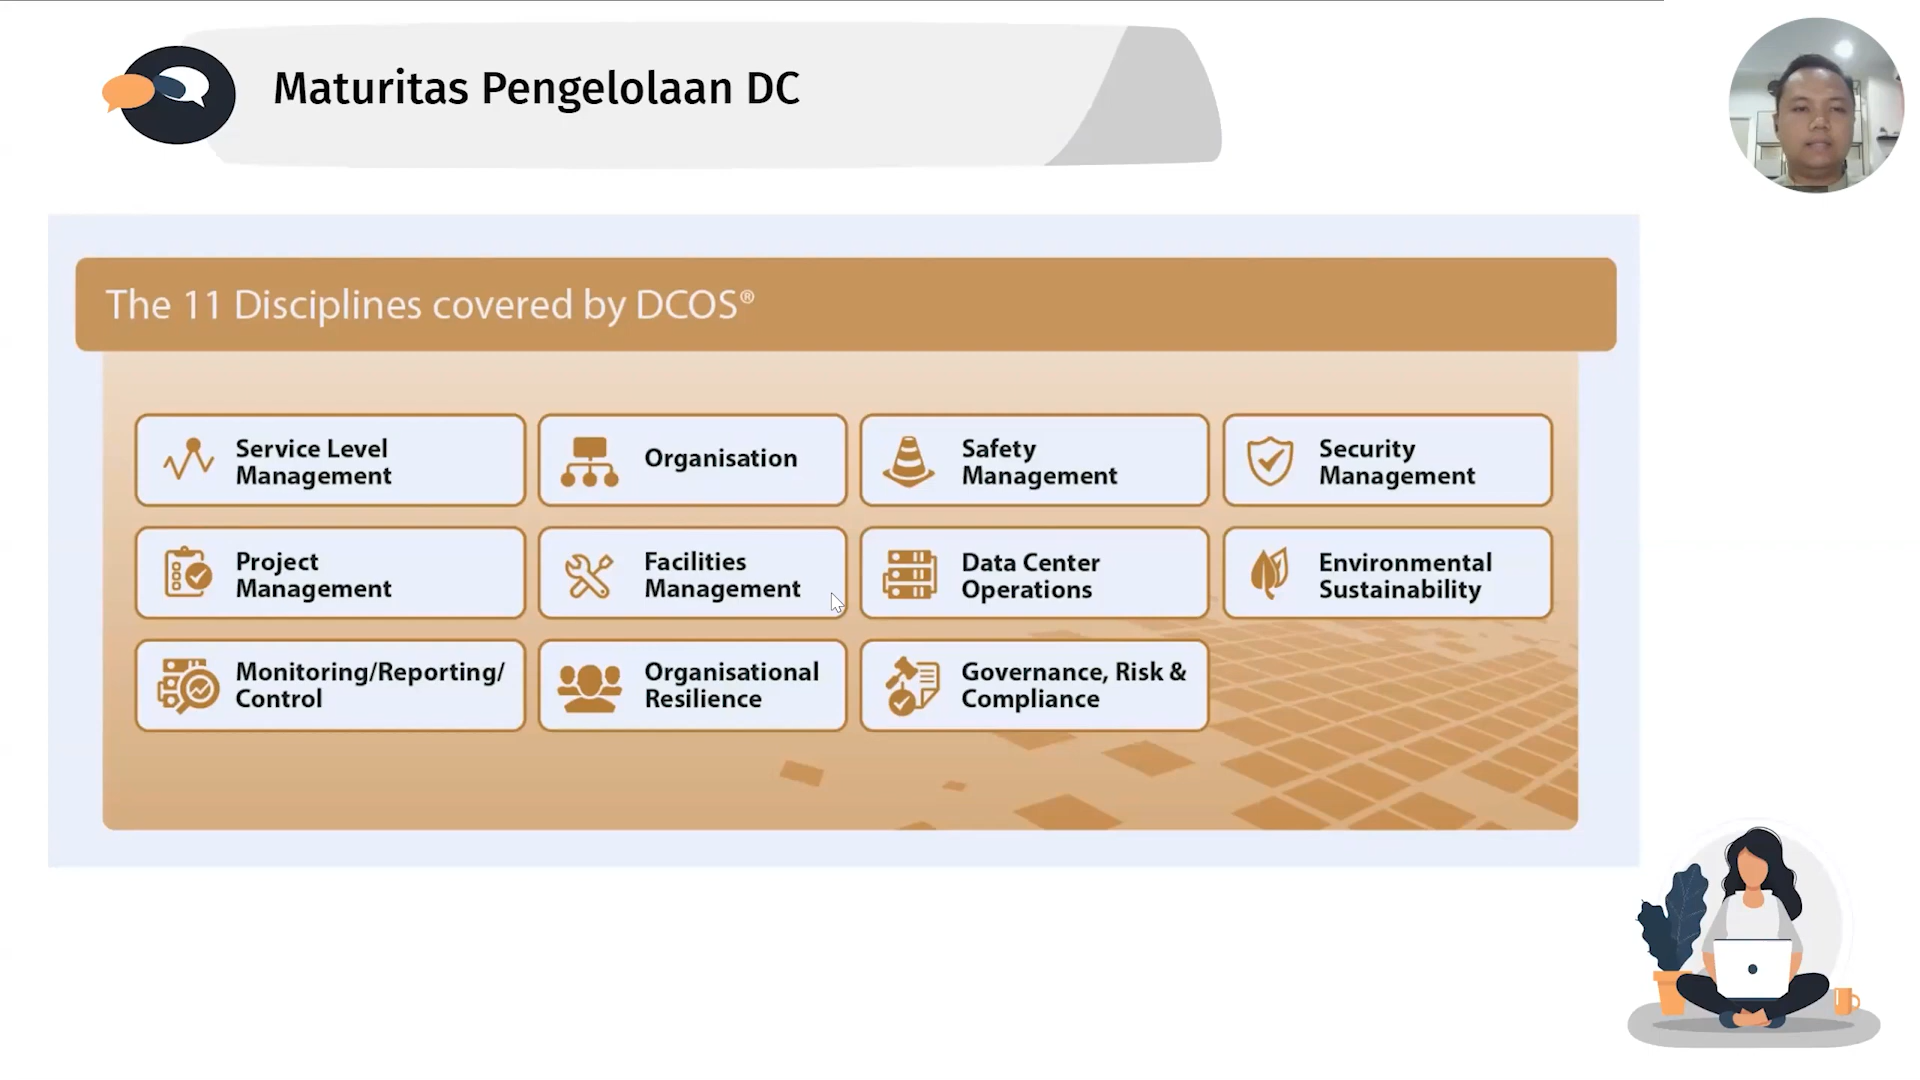 Maturitas Pengelolaan DC
The 11 Disciplines covered by DCOS®
Service Level
Management
Organisation
Safety
Management
Security
Management
Project
Management
Facilities
Management
Data Center
Operations
Environmental
Sustainability
Monitoring/Reporting/
Control
Organisational
Resilience
Governance, Risk &
Compliance